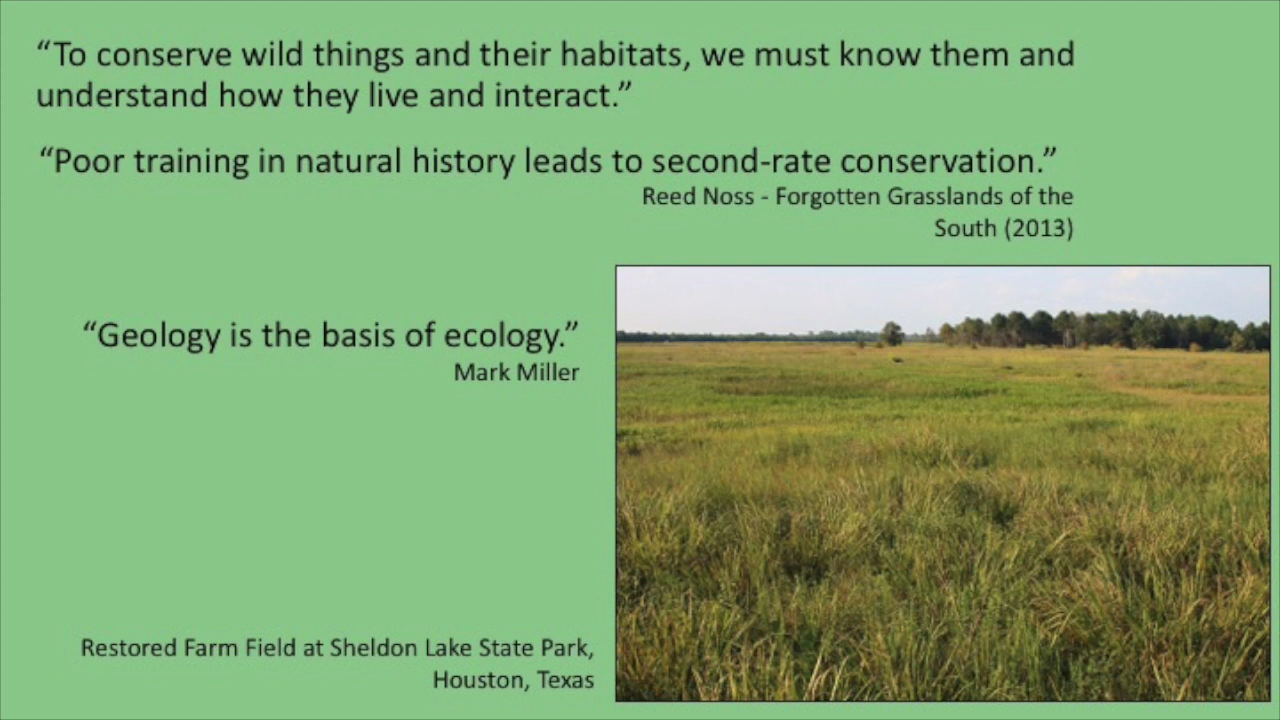 “To conserve wild things and their habitats, we must know them and
understand how they live and interact.”
“Poor training in natural history leads to second-rate conservation.”
Reed Noss - Forgotten Grasslands of the
South (2013)
“Geology is the basis of ecology.”
Mark Miller
Restored Farm Field at Sheldon Lake State Park,
Houston, Texas